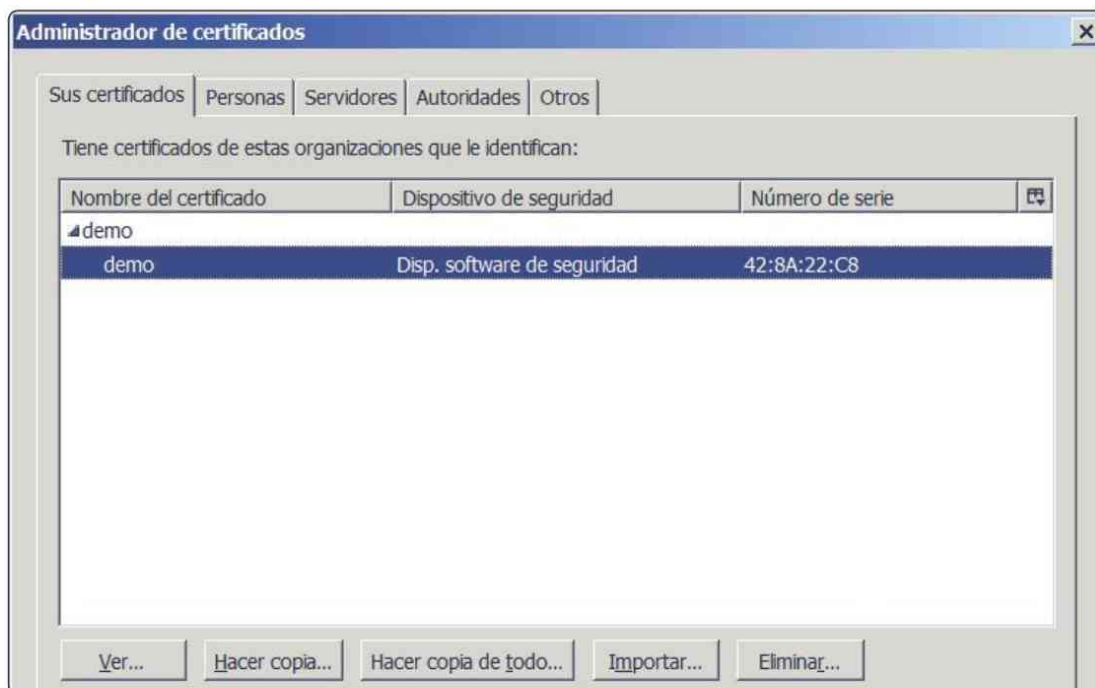 Administrador de certificados
Sus certificados Personas Servidores Autoridades Otros
Tiene certificados de estas organizaciones que le identifican:
Nombre del certificado Dispositivo de seguridad Número de serie
demo
demo Disp. software de seguridad 42:8A:22:C8
Ver... Hacer copia... Hacer copia de todo... Importar... Eliminar...